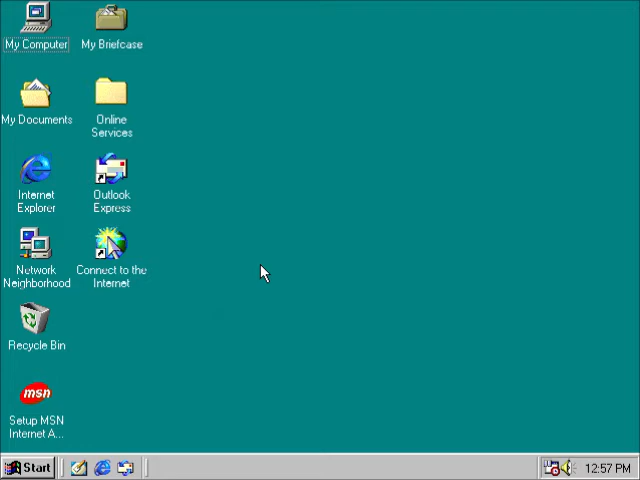 My Computer
My Briefcase
My Documents
Online
Services
Internet
Explorer
Outlook
Express
Network
Neighborhood
Connect to the
Internet
Recycle Bin
msn
Setup MSN
Internet A...
Start
12:57 PM